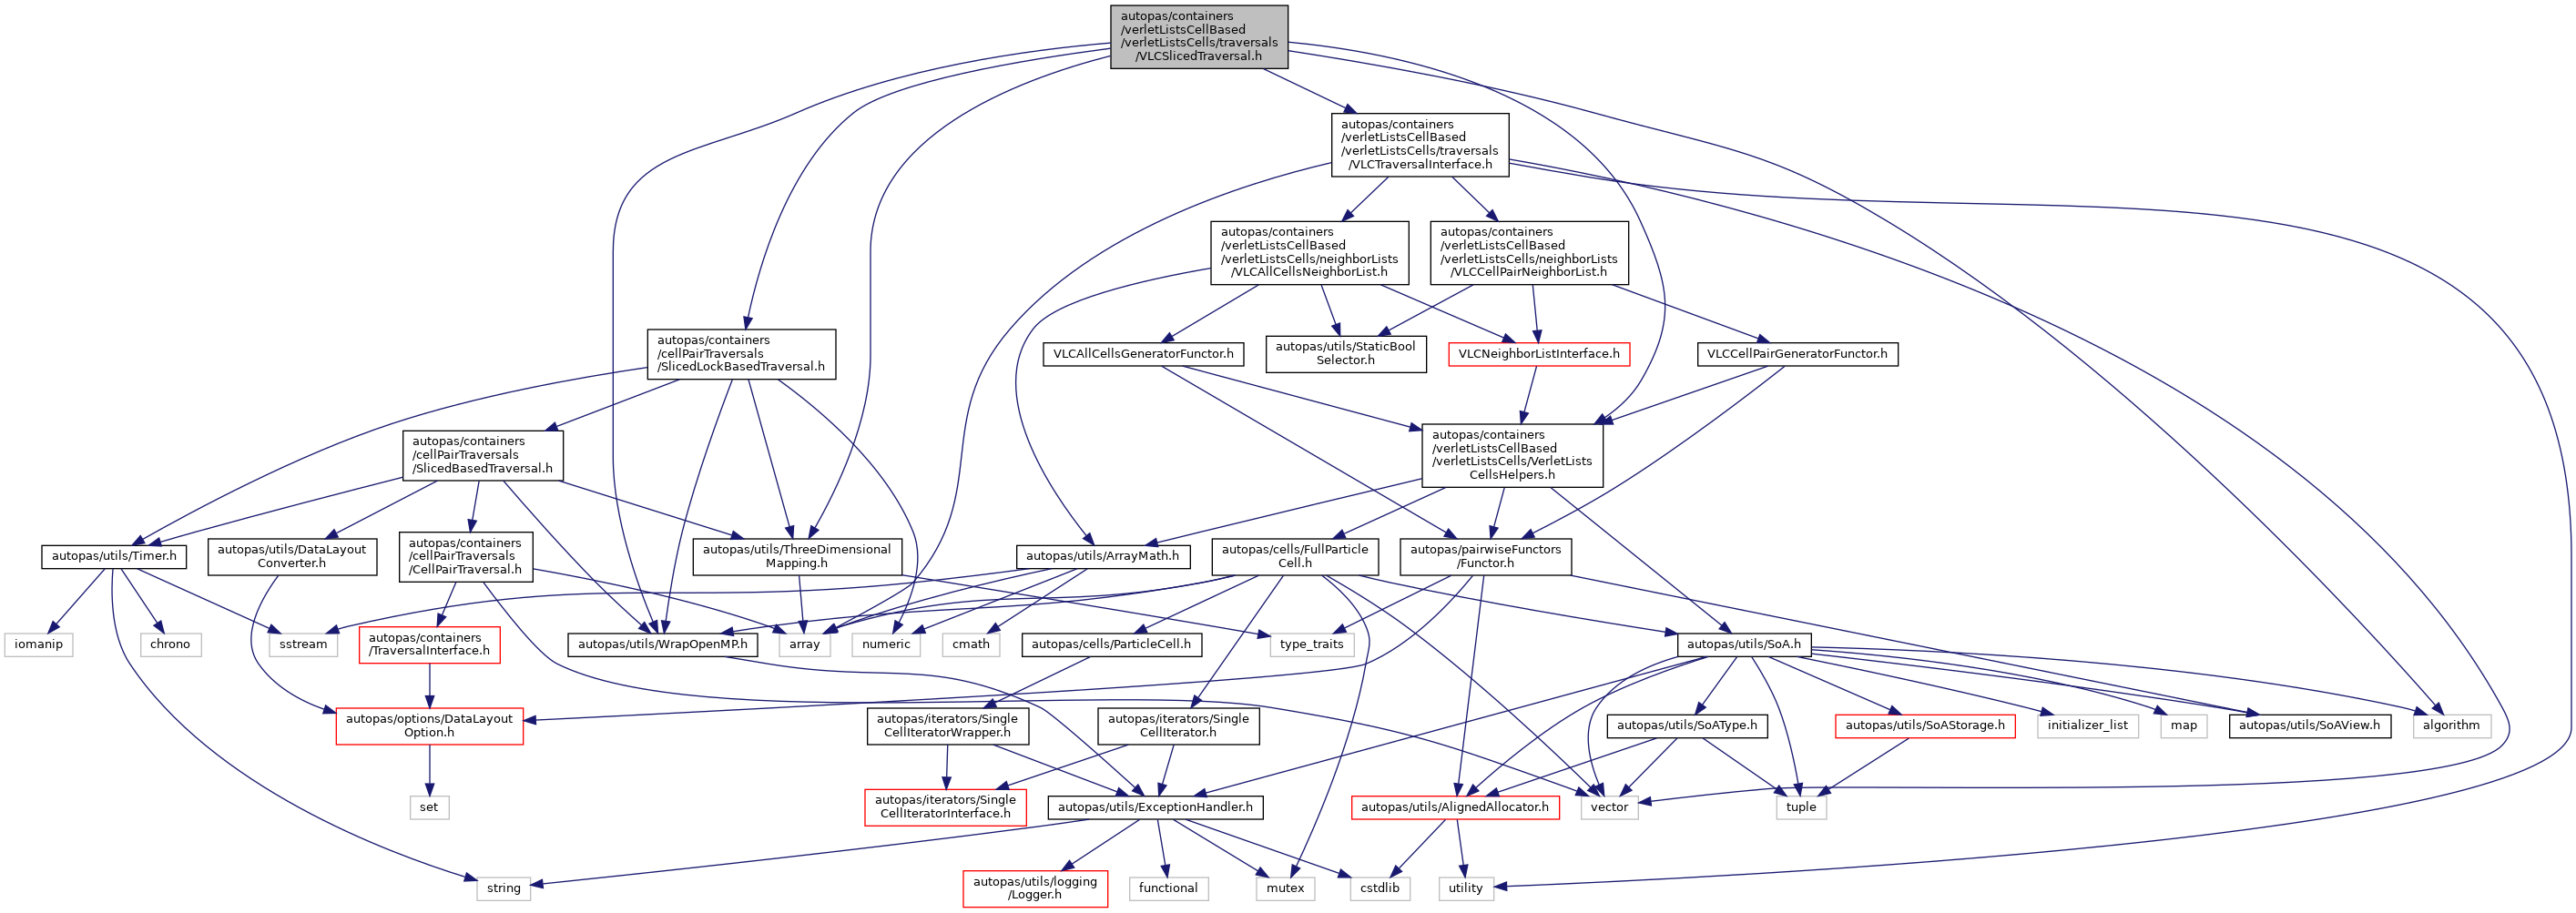 autopas/containers
/verletListsCellBased
/verletListsCells/traversals
/VLCSlicedTraversal.h
autopas/containers
/verletListsCellBased
/verletListsCells/traversals
/VLCTraversalInterface.h
autopas/containers
/verletListsCellBased
/verletListsCells/neighborLists
/VLCAllCellsNeighborList.h
autopas/containers
/verletListsCellBased
/verletListsCells/neighborLists
/VLCCellPairNeighborList.h
autopas/containers
/cellPairTraversals
/SlicedLockBasedTraversal.h
VLCAllCellsGeneratorFunctor.h
autopas/utils/StaticBool
Selector.h
VLCNeighborListInterface.h
VLCCellPairGeneratorFunctor.h
autopas/containers
/cellPairTraversals
/SlicedBasedTraversal.h
autopas/containers
/verletListsCellBased
/verletListsCells/VerletLists
CellsHelpers.h
autopas/utils/Timer.h
autopas/utils/DataLayout
Converter.h
autopas/containers
/cellPairTraversals
/CellPairTraversal.h
autopas/utils/ThreeDimensional
Mapping.h
autopas/utils/ArrayMath.h
autopas/cells/FullParticle
Cell.h
autopas/pairwiseFunctors
/Functor.h
iomanip
chrono
sstream
autopas/containers
/TraversalInterface.h
autopas/utils/WrapOpenMP.h
array
numeric
cmath
autopas/cells/ParticleCell.h
type_traits
autopas/utils/SoA.h
autopas/options/DataLayout
Option.h
autopas/iterators/Single
CellIteratorWrapper.h
autopas/iterators/Single
CellIterator.h
autopas/utils/SoAType.h
autopas/utils/SoAStorage.h
initializer_list
map
autopas/utils/SoAView.h
algorithm
set
autopas/iterators/Single
CellIteratorInterface.h
autopas/utils/ExceptionHandler.h
autopas/utils/AlignedAllocator.h
vector
tuple
string
autopas/utils/logging
/Logger.h
functional
mutex
cstdlib
utility